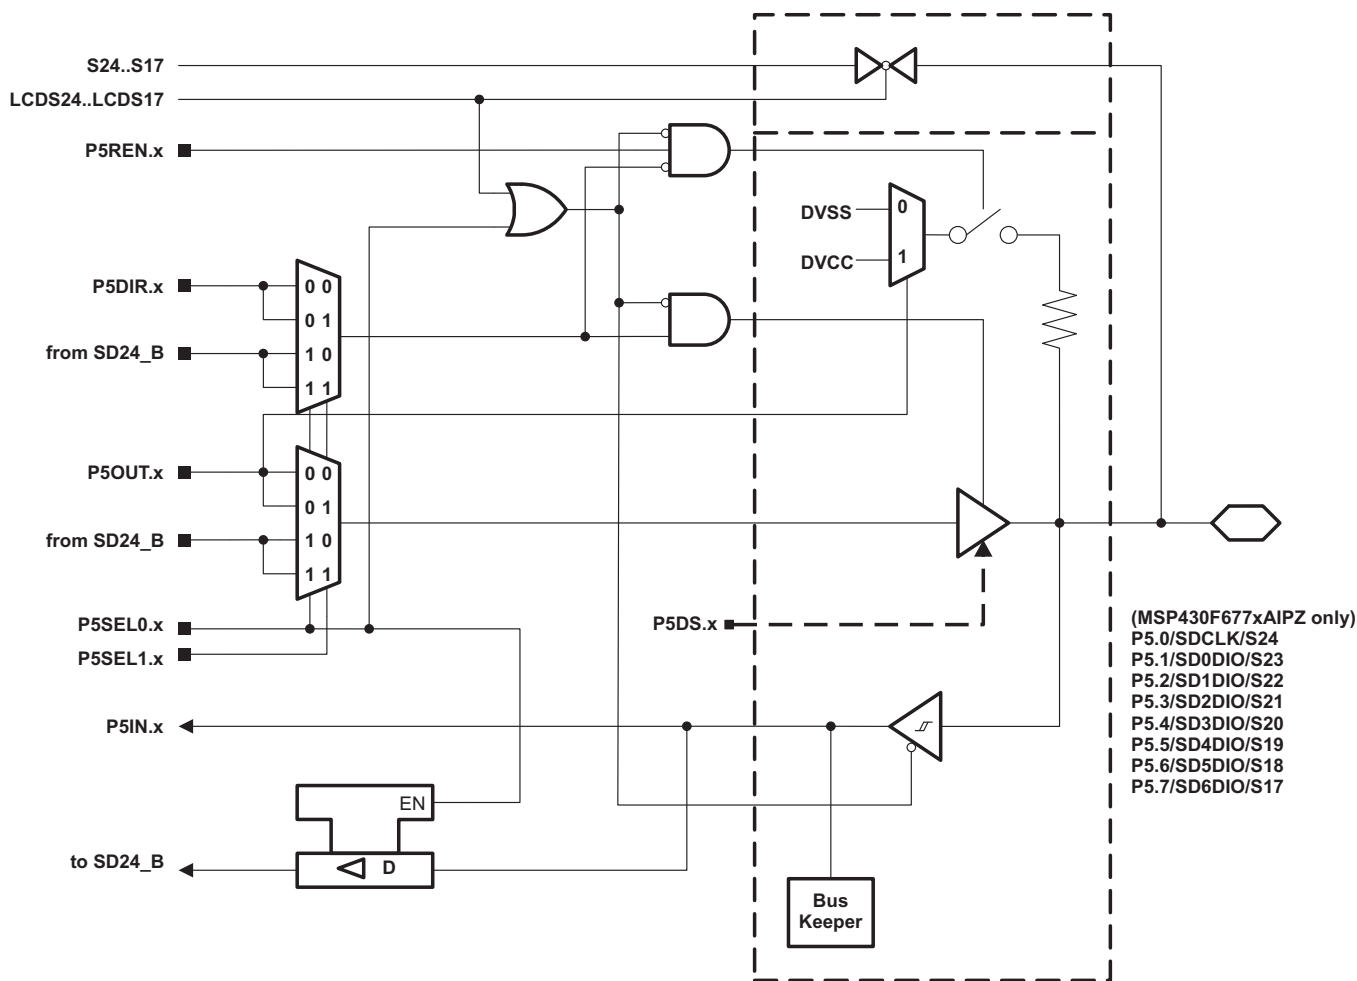 S24..S17
LCDS24..LCDS17
P5REN.x
DVSS
0
DVCC
1
P5DIR.x
0 0
0 1
from SD24_B
1 0
1 1
P5OUT.x
0 0
0 1
from SD24_B
1 0
1 1
P5SEL0.x
P5SEL1.x
P5DS.x
(MSP430F677xAIPZ only)
P5.0/SDCLK/S24
P5.1/SD0DIO/S23
P5.2/SD1DIO/S22
P5.3/SD2DIO/S21
P5.4/SD3DIO/S20
P5.5/SD4DIO/S19
P5.6/SD5DIO/S18
P5.7/SD6DIO/S17
P5IN.x
EN
to SD24_B
D
Bus
Keeper